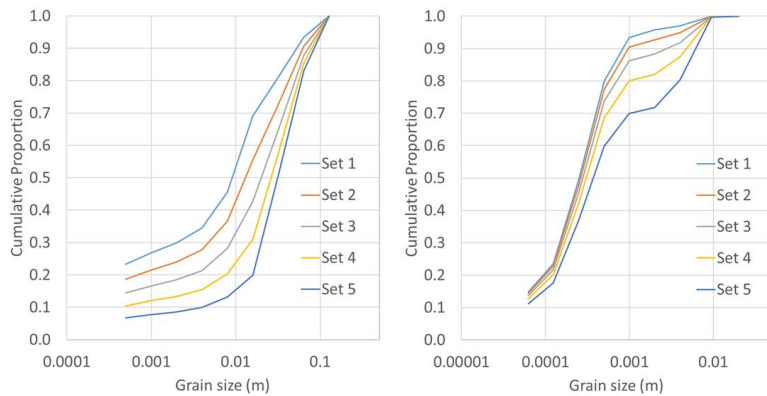 1.0
0.9
0.8
0.7
0.6
0.5
0.4
0.3
0.2
0.1
0.0
Cumulative Proportion
0.0001
0.001
0.01
0.1
Grain size (m)
Set 1
Set 2
Set 3
Set 4
Set 5
1.0
0.9
0.8
0.7
0.6
0.5
0.4
0.3
0.2
0.1
0.0
Cumulative Proportion
0.00001
0.0001
0.001
0.01
Grain size (m)
Set 1
Set 2
Set 3
Set 4
Set 5